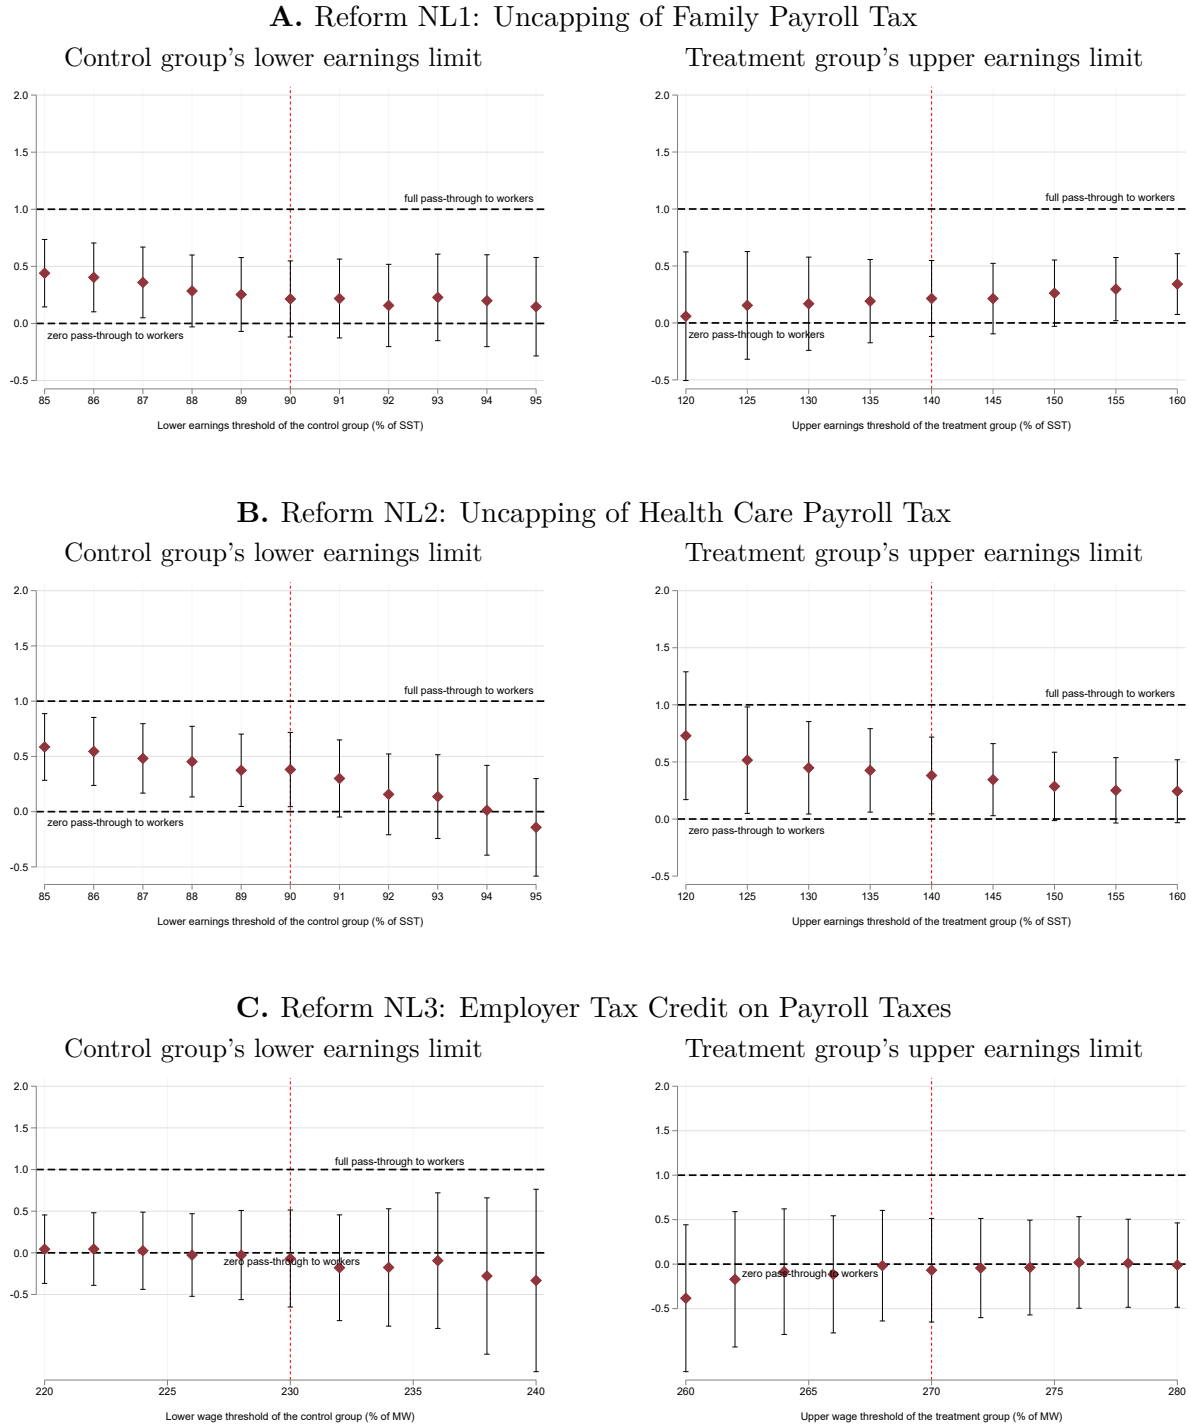 A. Reform NL1: Uncapping of Family Payroll Tax
Control group's lower earnings limit
2.0
1.5
full pass-through to workers
1.0
0.5
0.0
zero pass-through to workers
-0.5
85 86 87 88 89 90 91 92 93 94 95
Lower earnings threshold of the control group (% of SST)
Treatment group's upper earnings limit
2.0
1.5
full pass-through to workers
1.0
0.5
0.0
zero pass-through to workers
-0.5
120 125 130 135 140 145 150 155 160
Upper earnings threshold of the treatment group (% of SST)
B. Reform NL2: Uncapping of Health Care Payroll Tax
Control group's lower earnings limit
2.0
1.5
full pass-through to workers
1.0
0.5
0.0
zero pass-through to workers
-0.5
85 86 87 88 89 90 91 92 93 94 95
Lower earnings threshold of the control group (% of SST)
Treatment group's upper earnings limit
2.0
1.5
full pass-through to workers
1.0
0.5
0.0
zero pass-through to workers
-0.5
120 125 130 135 140 145 150 155 160
Upper earnings threshold of the treatment group (% of SST)
C. Reform NL3: Employer Tax Credit on Payroll Taxes
Control group's lower earnings limit
2.0
1.5
full pass-through to workers
1.0
0.5
0.0
zero pass-through to workers
-0.5
220 225 230 235 240
Lower wage threshold of the control group (% of MW)
Treatment group's upper earnings limit
2.0
1.5
1.0
0.5
0.0
zero pass-through to workers
-0.5
260 265 270 275 280
Upper wage threshold of the treatment group (% of MW)